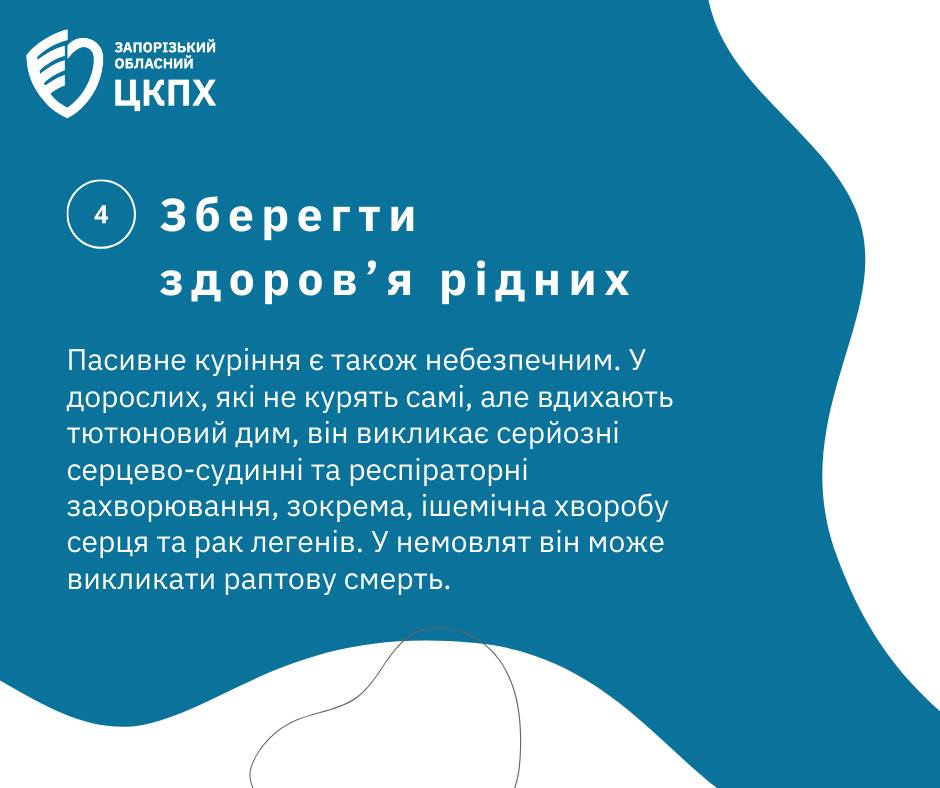 ЗАПОРІЗЬКИЙ
ОБЛАСНИЙ
ЦКПХ
4
Зберегти
здоров’я рідних
Пасивне куріння є також небезпечним. У
дорослих, які не курять самі, але вдихають
тютюновий дим, він викликає серйозні
серцево-судинні та респіраторні
захворювання, зокрема, ішемічна хворобу
серця та рак легенів. У немовлят він може
викликати раптову смерть.